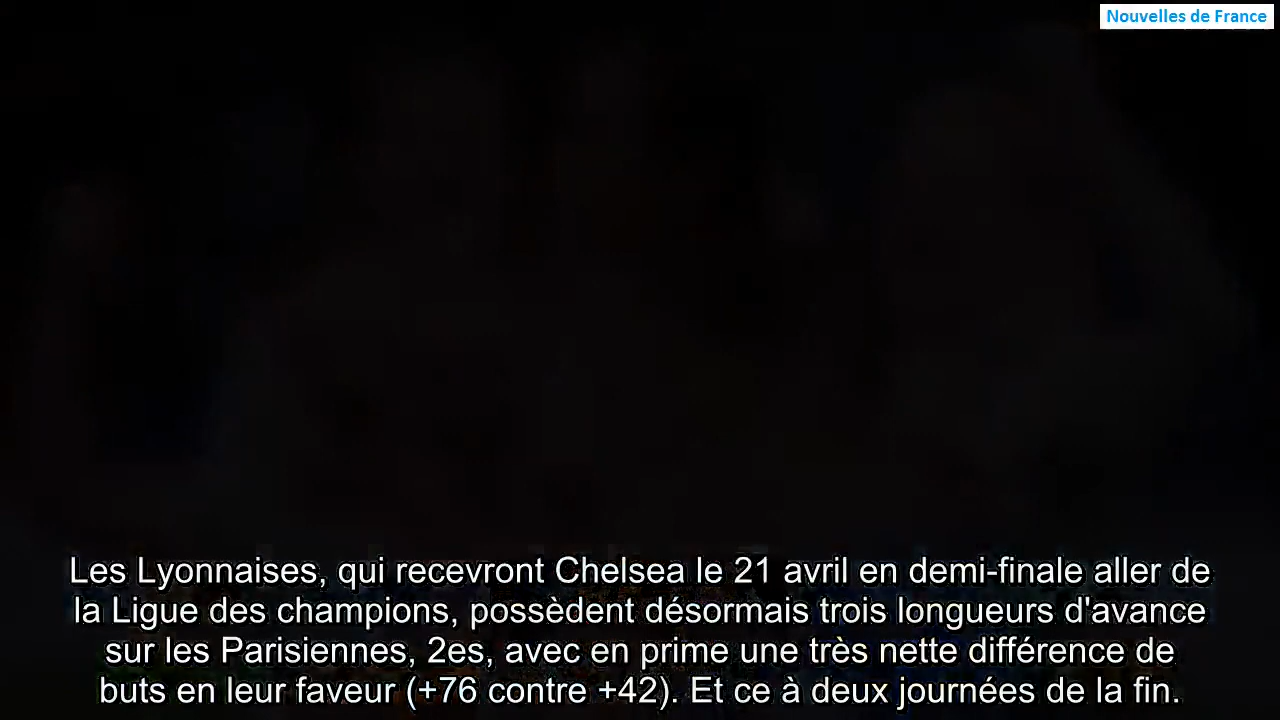 Nouvelles de France
Les Lyonnaises, qui recevront Chelsea le 21 avril en demi-finale aller de
la Ligue des champions, possèdent désormais trois longueurs d'avance
sur les Parisiennes, 2es, avec en prime une très nette différence de
buts en leur faveur (+76 contre +42). Et ce à deux journées de la fin.